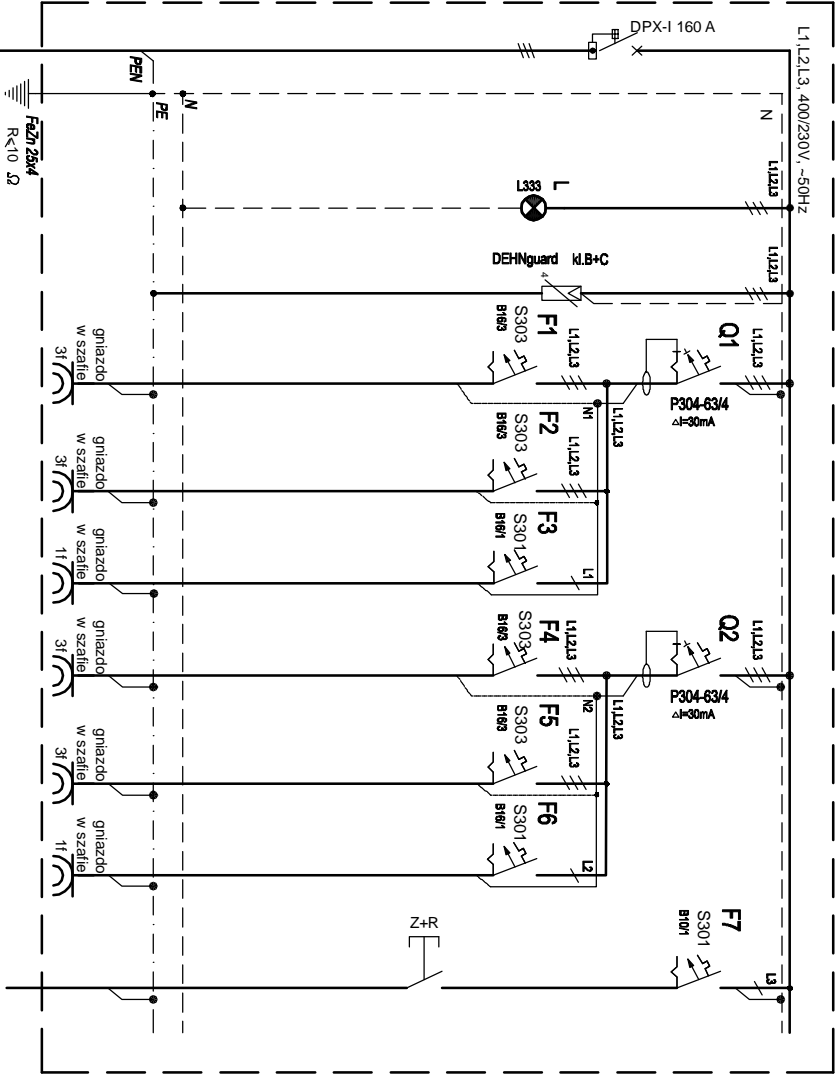 DPX-I 160 A
L1,L2,L3, 400/230V, ~50Hz
PEN
PE
N
N
FeZn 25x4
R<10 Ω
L1,L2,L3
L333
L
L1,L2,L3
DEHNguard kl.B+C
4
Q1
L1,L2,L3
P304-63/4
ΔI=30mA
F1
S303
B16/3
L1,L2,L3
N1
L1,L2,L3
gniazdo
w szafie
3f
F2
S303
B16/3
L1,L2,L3
gniazdo
w szafie
3f
F3
S301
B16/1
L1
gniazdo
w szafie
1f
Q2
L1,L2,L3
P304-63/4
ΔI=30mA
F4
S303
B16/3
L1,L2,L3
N2
L1,L2,L3
gniazdo
w szafie
3f
F5
S303
B16/3
L1,L2,L3
gniazdo
w szafie
3f
F6
S301
B16/1
L2
gniazdo
w szafie
1f
F7
S301
B10/1
L3
Z+R